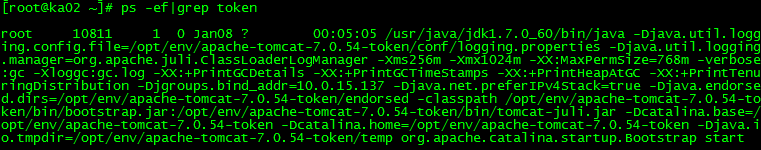 [root@ka02 ~]# ps -ef|grep token
root     10811     1  0 Jan08 ?        00:05:05 /usr/java/jdk1.7.0_60/bin/java -Djava.util.logg
ing.config.file=/opt/env/apache-tomcat-7.0.54-token/conf/logging.properties -Djava.util.logging
.manager=org.apache.juli.ClassLoaderLogManager -Xms256m -Xmx1024m -XX:MaxPermSize=768m -verbose
:gc -Xloggc:gc.log -XX:+PrintGCDetails -XX:+PrintGCTimeStamps -XX:+PrintHeapAtGC -XX:+PrintTenu
ringDistribution -Djgroups.bind_addr=10.0.15.137 -Djava.net.preferIPv4Stack=true -Djava.endorse
d.dirs=/opt/env/apache-tomcat-7.0.54-token/endorsed -classpath /opt/env/apache-tomcat-7.0.54-to
ken/bin/bootstrap.jar:/opt/env/apache-tomcat-7.0.54-token/bin/tomcat-juli.jar -Dcatalina.base=/
opt/env/apache-tomcat-7.0.54-token -Dcatalina.home=/opt/env/apache-tomcat-7.0.54-token -Djava.i
o.tmpdir=/opt/env/apache-tomcat-7.0.54-token/temp org.apache.catalina.startup.Bootstrap start